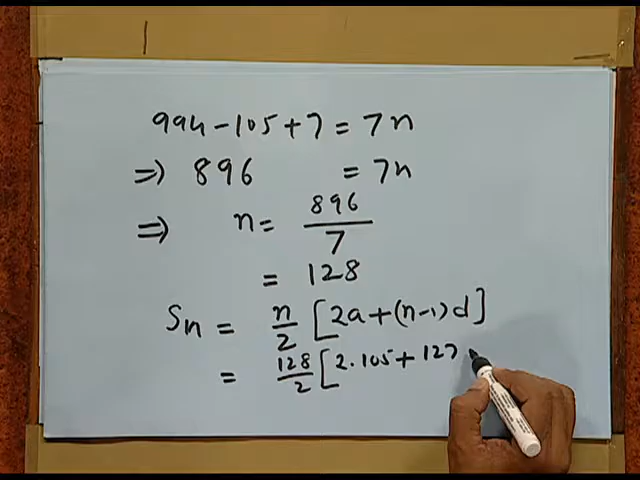 994 - 105 + 7 = 7n
⇒ 896 = 7n
⇒ n = 896/7
= 128
Sn = n/2 [2a + (n-1)d]
= 128/2 [2.105 + 127